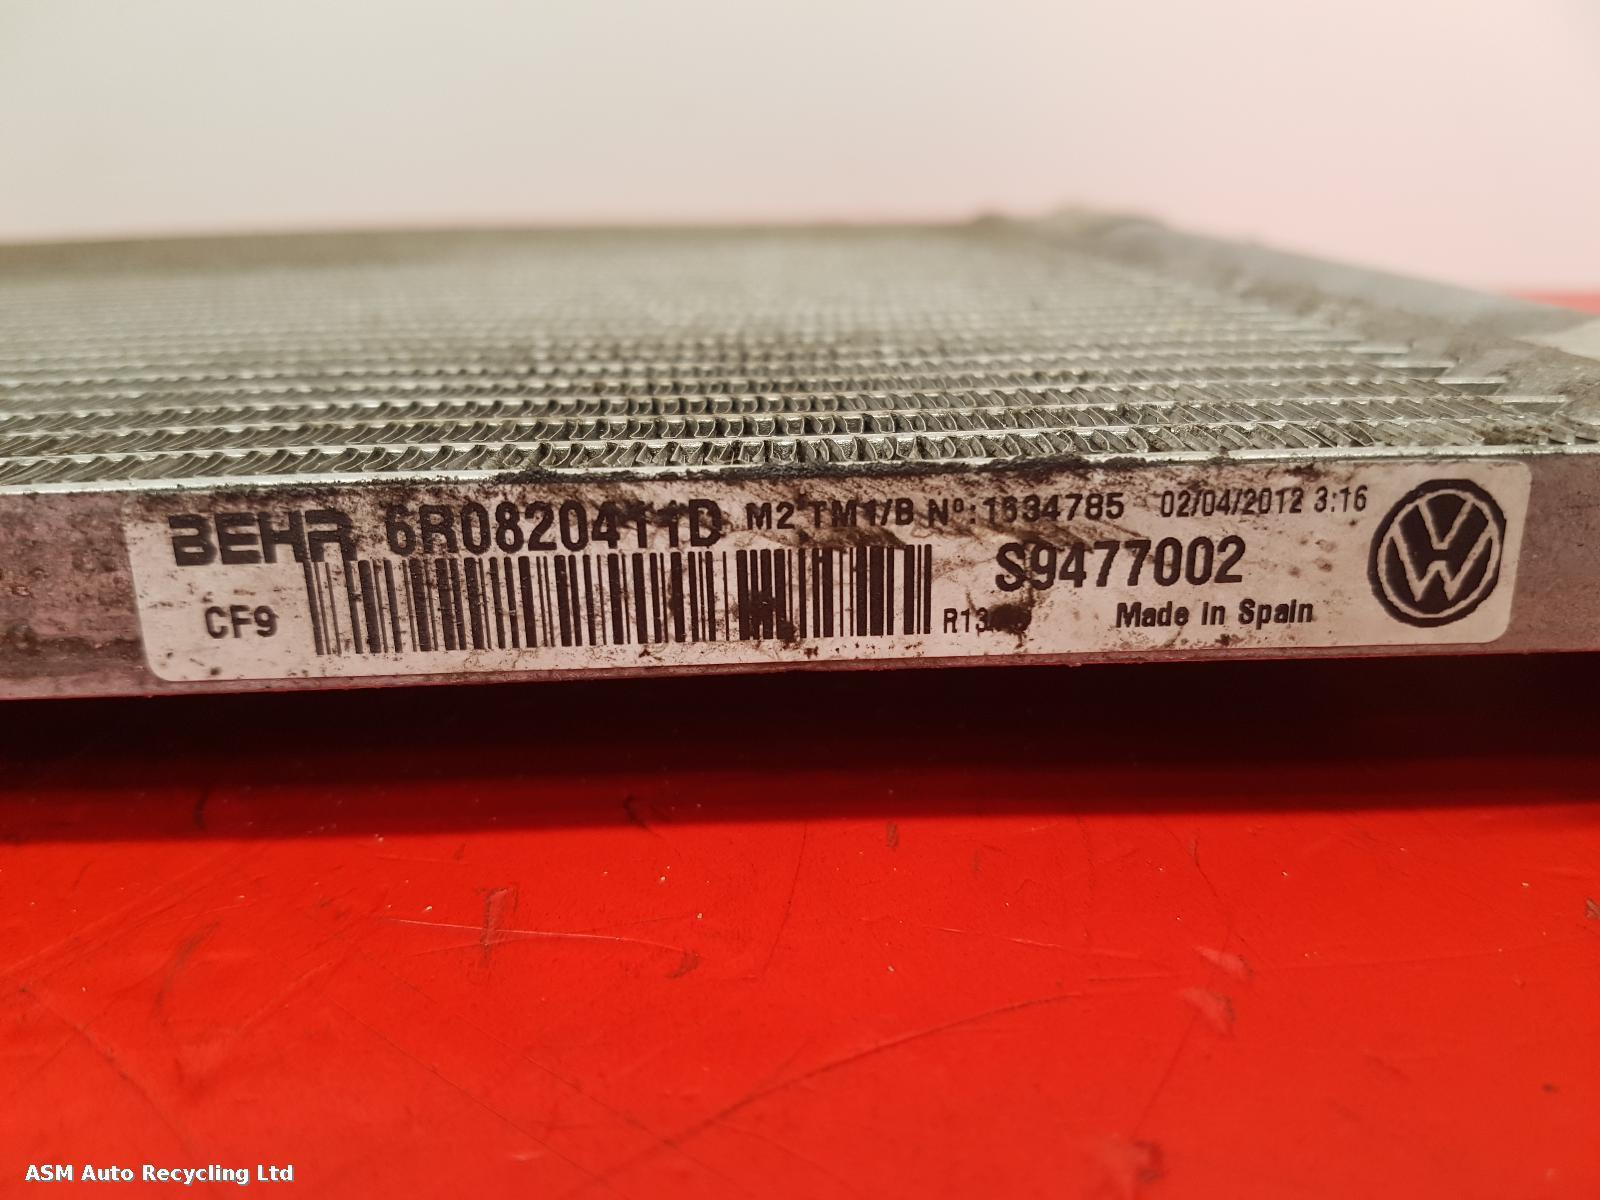 BEHR 6R0820411D M2 TM1/B Nº:1634785 02/04/2012 3:16
CF9 S9477002
Made in Spain
ASM Auto Recycling Ltd